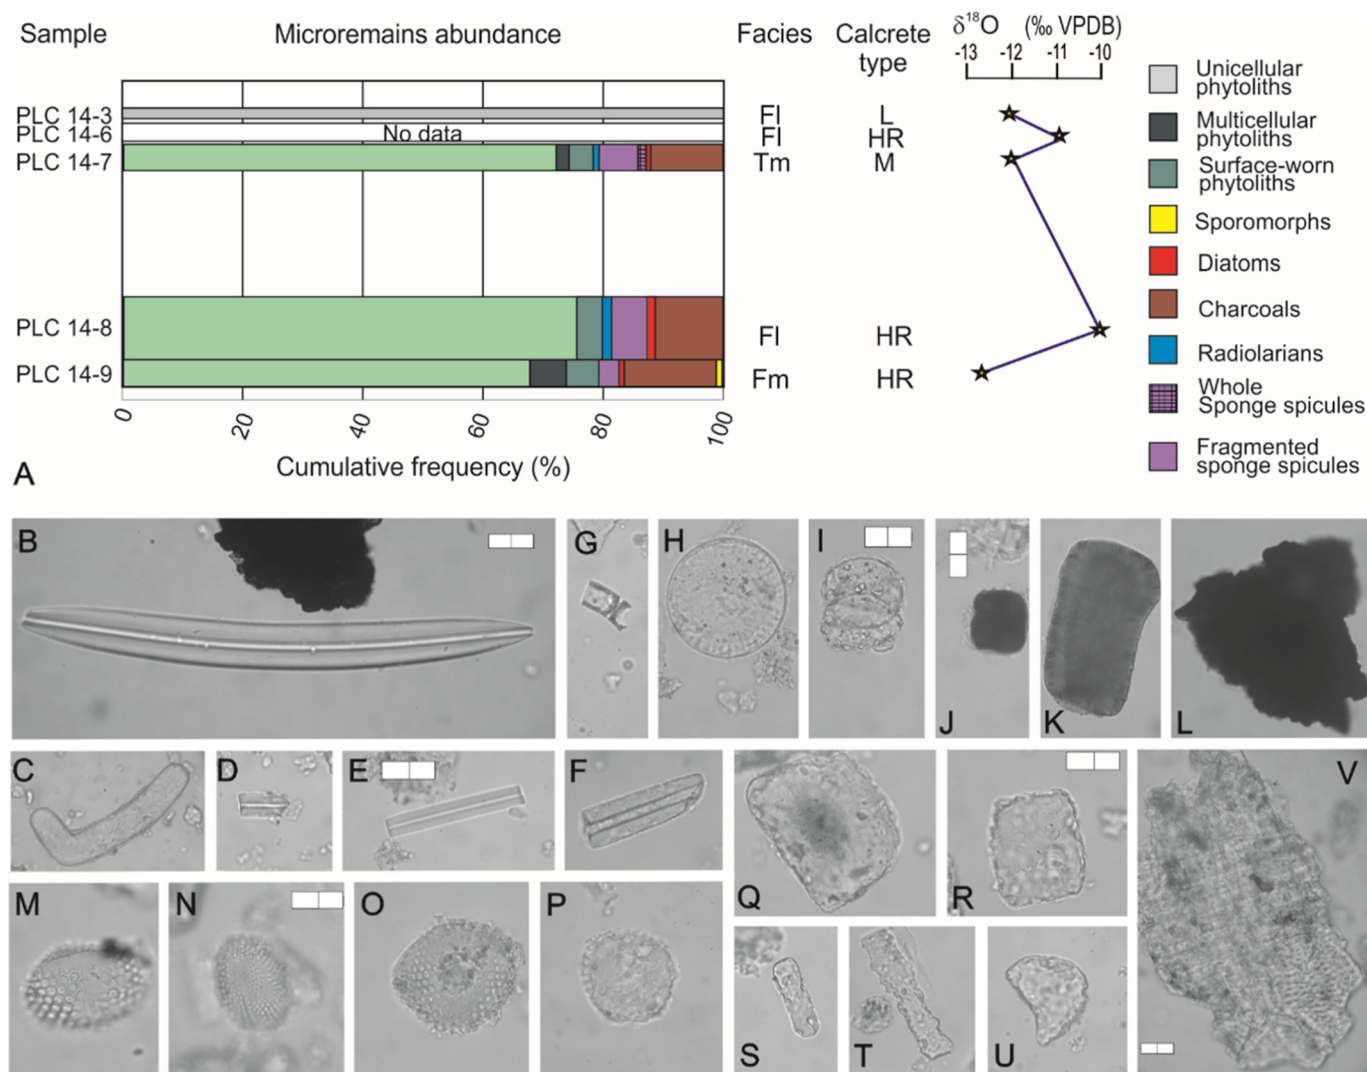 Sample
Microremains abundance
Facies
Calcrete
type
δ¹⁸O (‰ VPDB)
-13 -12 -11 -10
PLC 14-3
Fl
L
PLC 14-6
No data
Fl
HR
PLC 14-7
Tm
M
PLC 14-8
Fl
HR
PLC 14-9
Fm
HR
0 20 40 60 80 100
Cumulative frequency (%)
Unicellular
phytoliths
Multicellular
phytoliths
Surface-worn
phytoliths
Sporomorphs
Diatoms
Charcoals
Radiolarians
Whole
Sponge spicules
Fragmented
sponge spicules
A
B
G
H
I
J
K
L
C
D
E
F
Q
R
V
M
N
O
P
S
T
U